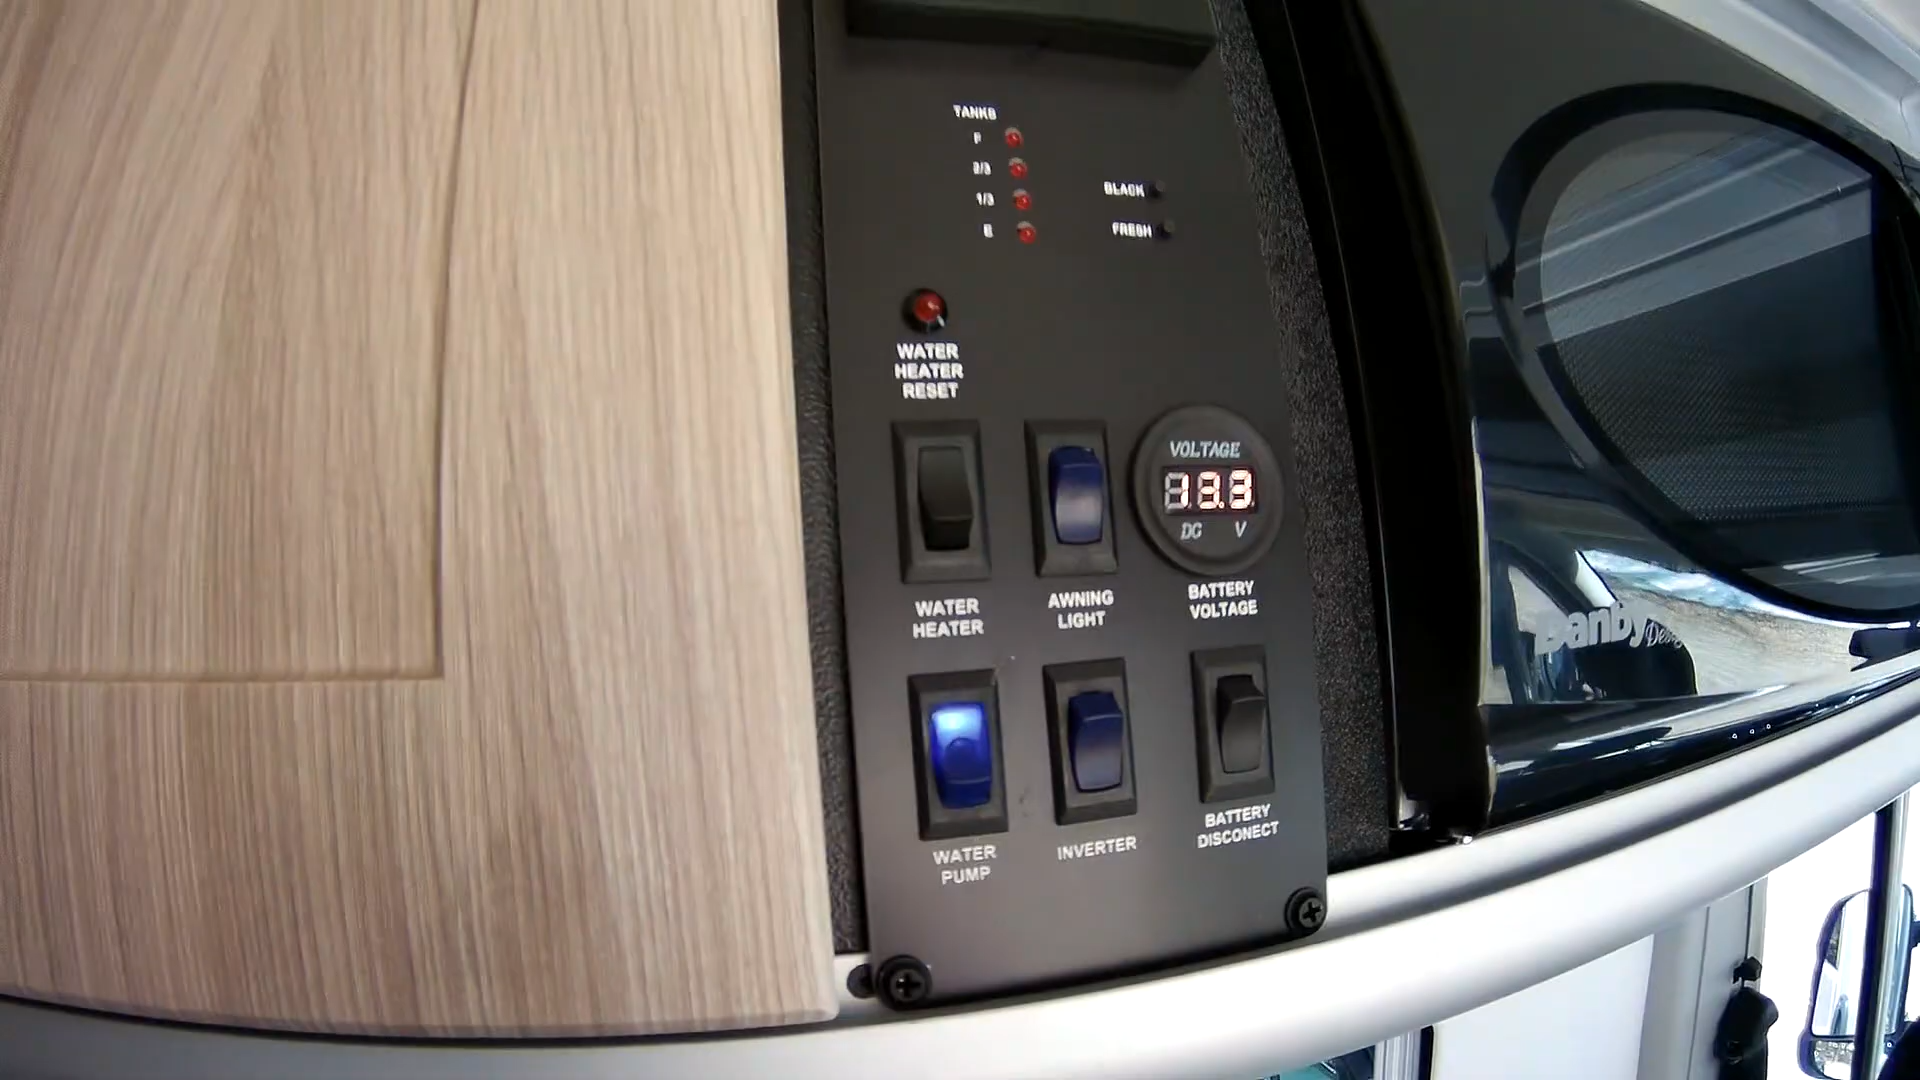 TANKS
F
2/3
1/3
E
BLACK
FRESH
WATER
HEATER
RESET
VOLTAGE
13.3
DC V
WATER
HEATER
AWNING
LIGHT
BATTERY
VOLTAGE
WATER
PUMP
INVERTER
BATTERY
DISCONECT
Danby